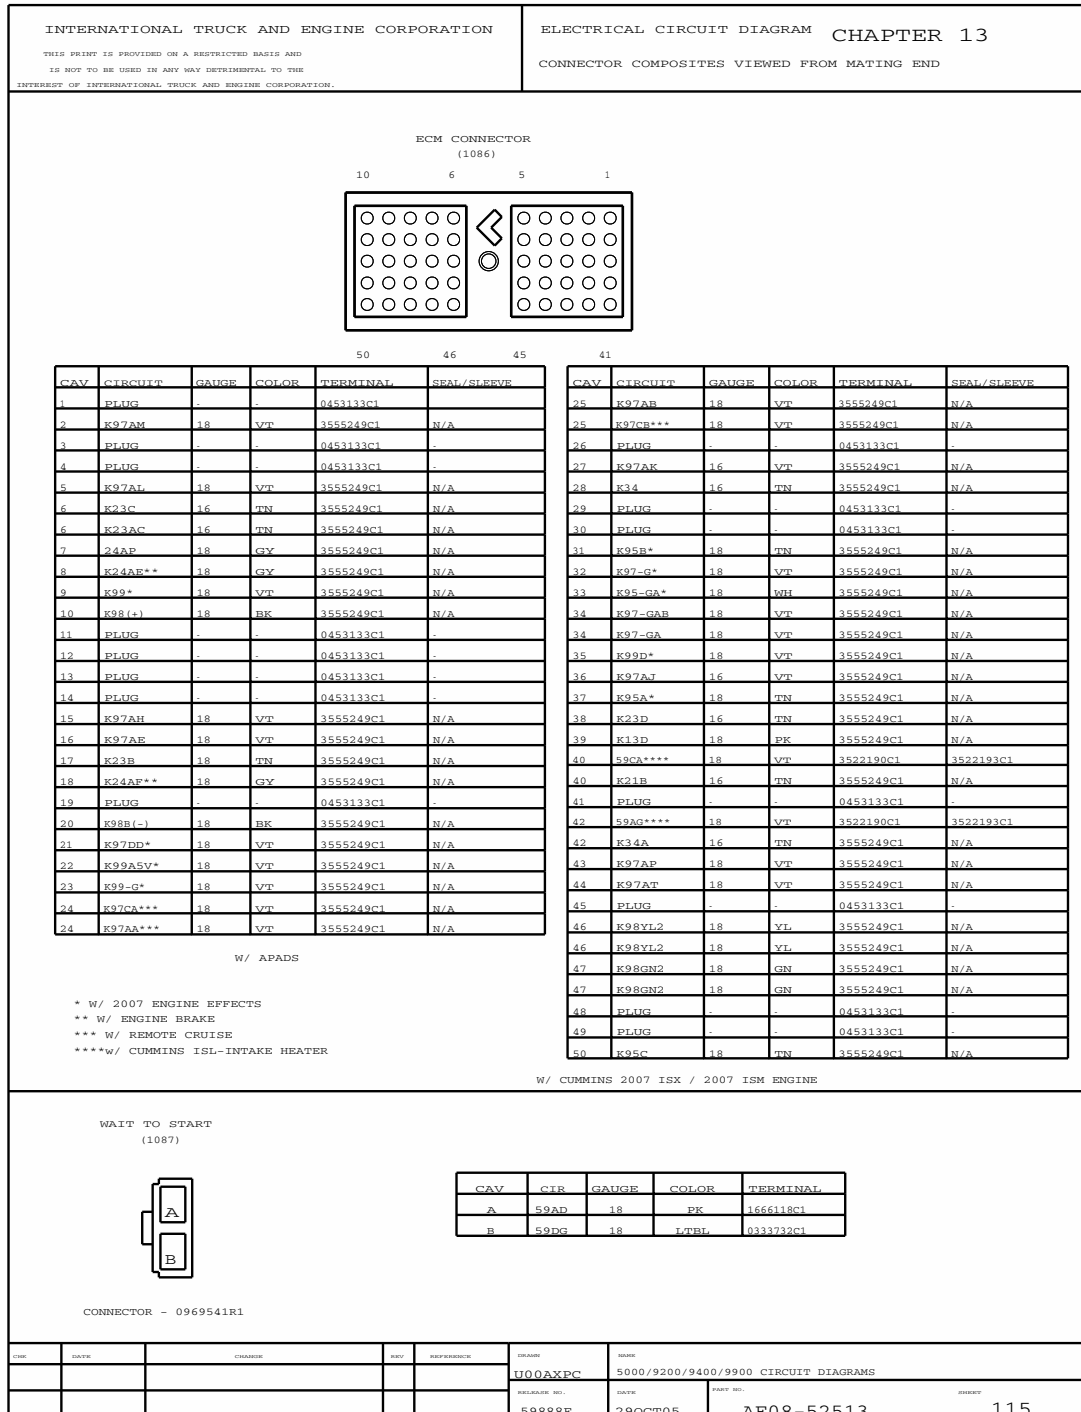 INTERNATIONAL TRUCK AND ENGINE CORPORATION
THIS PRINT IS PROVIDED ON A RESTRICTED BASIS AND
IS NOT TO BE USED IN ANY WAY DETRIMENTAL TO THE
INTEREST OF INTERNATIONAL TRUCK AND ENGINE CORPORATION.
ELECTRICAL CIRCUIT DIAGRAM CHAPTER 13
CONNECTOR COMPOSITES VIEWED FROM MATING END
ECM CONNECTOR
(1086)
10 6 5 1
50 46 45 41
CAV CIRCUIT GAUGE COLOR TERMINAL SEAL/SLEEVE
1 PLUG - - 0453133C1
2 K97AM 18 VT 3555249C1 N/A
3 PLUG - - 0453133C1 -
4 PLUG - - 0453133C1 -
5 K97AL 18 VT 3555249C1 N/A
6 K23C 16 TN 3555249C1 N/A
6 K23AC 16 TN 3555249C1 N/A
7 24AP 18 GY 3555249C1 N/A
8 K24AE** 18 GY 3555249C1 N/A
9 K99* 18 VT 3555249C1 N/A
10 K98(+) 18 BK 3555249C1 N/A
11 PLUG - - 0453133C1 -
12 PLUG - - 0453133C1 -
13 PLUG - - 0453133C1 -
14 PLUG - - 0453133C1 -
15 K97AH 18 VT 3555249C1 N/A
16 K97AE 18 VT 3555249C1 N/A
17 K23B 18 TN 3555249C1 N/A
18 K24AF** 18 GY 3555249C1 N/A
19 PLUG - - 0453133C1 -
20 K98B(-) 18 BK 3555249C1 N/A
21 K97DD* 18 VT 3555249C1 N/A
22 K99A5V* 18 VT 3555249C1 N/A
23 K99-G* 18 VT 3555249C1 N/A
24 K97CA*** 18 VT 3555249C1 N/A
24 K97AA*** 18 VT 3555249C1 N/A
W/ APADS
* W/ 2007 ENGINE EFFECTS
** W/ ENGINE BRAKE
*** W/ REMOTE CRUISE
****w/ CUMMINS ISL-INTAKE HEATER
CAV CIRCUIT GAUGE COLOR TERMINAL SEAL/SLEEVE
25 K97AB 18 VT 3555249C1 N/A
25 K97CB*** 18 VT 3555249C1 N/A
26 PLUG - - 0453133C1 -
27 K97AK 16 VT 3555249C1 N/A
28 K34 16 TN 3555249C1 N/A
29 PLUG - - 0453133C1 -
30 PLUG - - 0453133C1 -
31 K95B* 18 TN 3555249C1 N/A
32 K97-G* 18 VT 3555249C1 N/A
33 K95-GA* 18 WH 3555249C1 N/A
34 K97-GAB 18 VT 3555249C1 N/A
34 K97-GA 18 VT 3555249C1 N/A
35 K99D* 18 VT 3555249C1 N/A
36 K97AJ 16 VT 3555249C1 N/A
37 K95A* 18 TN 3555249C1 N/A
38 K23D 16 TN 3555249C1 N/A
39 K13D 18 PK 3555249C1 N/A
40 59CA**** 18 VT 3522190C1 3522193C1
40 K21B 16 TN 3555249C1 N/A
41 PLUG - - 0453133C1 -
42 59AG**** 18 VT 3522190C1 3522193C1
42 K34A 16 TN 3555249C1 N/A
43 K97AP 18 VT 3555249C1 N/A
44 K97AT 18 VT 3555249C1 N/A
45 PLUG - - 0453133C1 -
46 K98YL2 18 YL 3555249C1 N/A
46 K98YL2 18 YL 3555249C1 N/A
47 K98GN2 18 GN 3555249C1 N/A
47 K98GN2 18 GN 3555249C1 N/A
48 PLUG - - 0453133C1 -
49 PLUG - - 0453133C1 -
50 K95C 18 TN 3555249C1 N/A
W/ CUMMINS 2007 ISX / 2007 ISM ENGINE
WAIT TO START
(1087)
A
B
CONNECTOR - 0969541R1
CAV CIR GAUGE COLOR TERMINAL
A 59AD 18 PK 1666118C1
B 59DG 18 LTBL 0333732C1
CHK DATE CHANGE REV REFERENCE
DRAWN
U00AXPC
NAME
5000/9200/9400/9900 CIRCUIT DIAGRAMS
RELEASE NO.
59888E
DATE
29OCT05
PART NO.
AE08-52513
SHEET
115